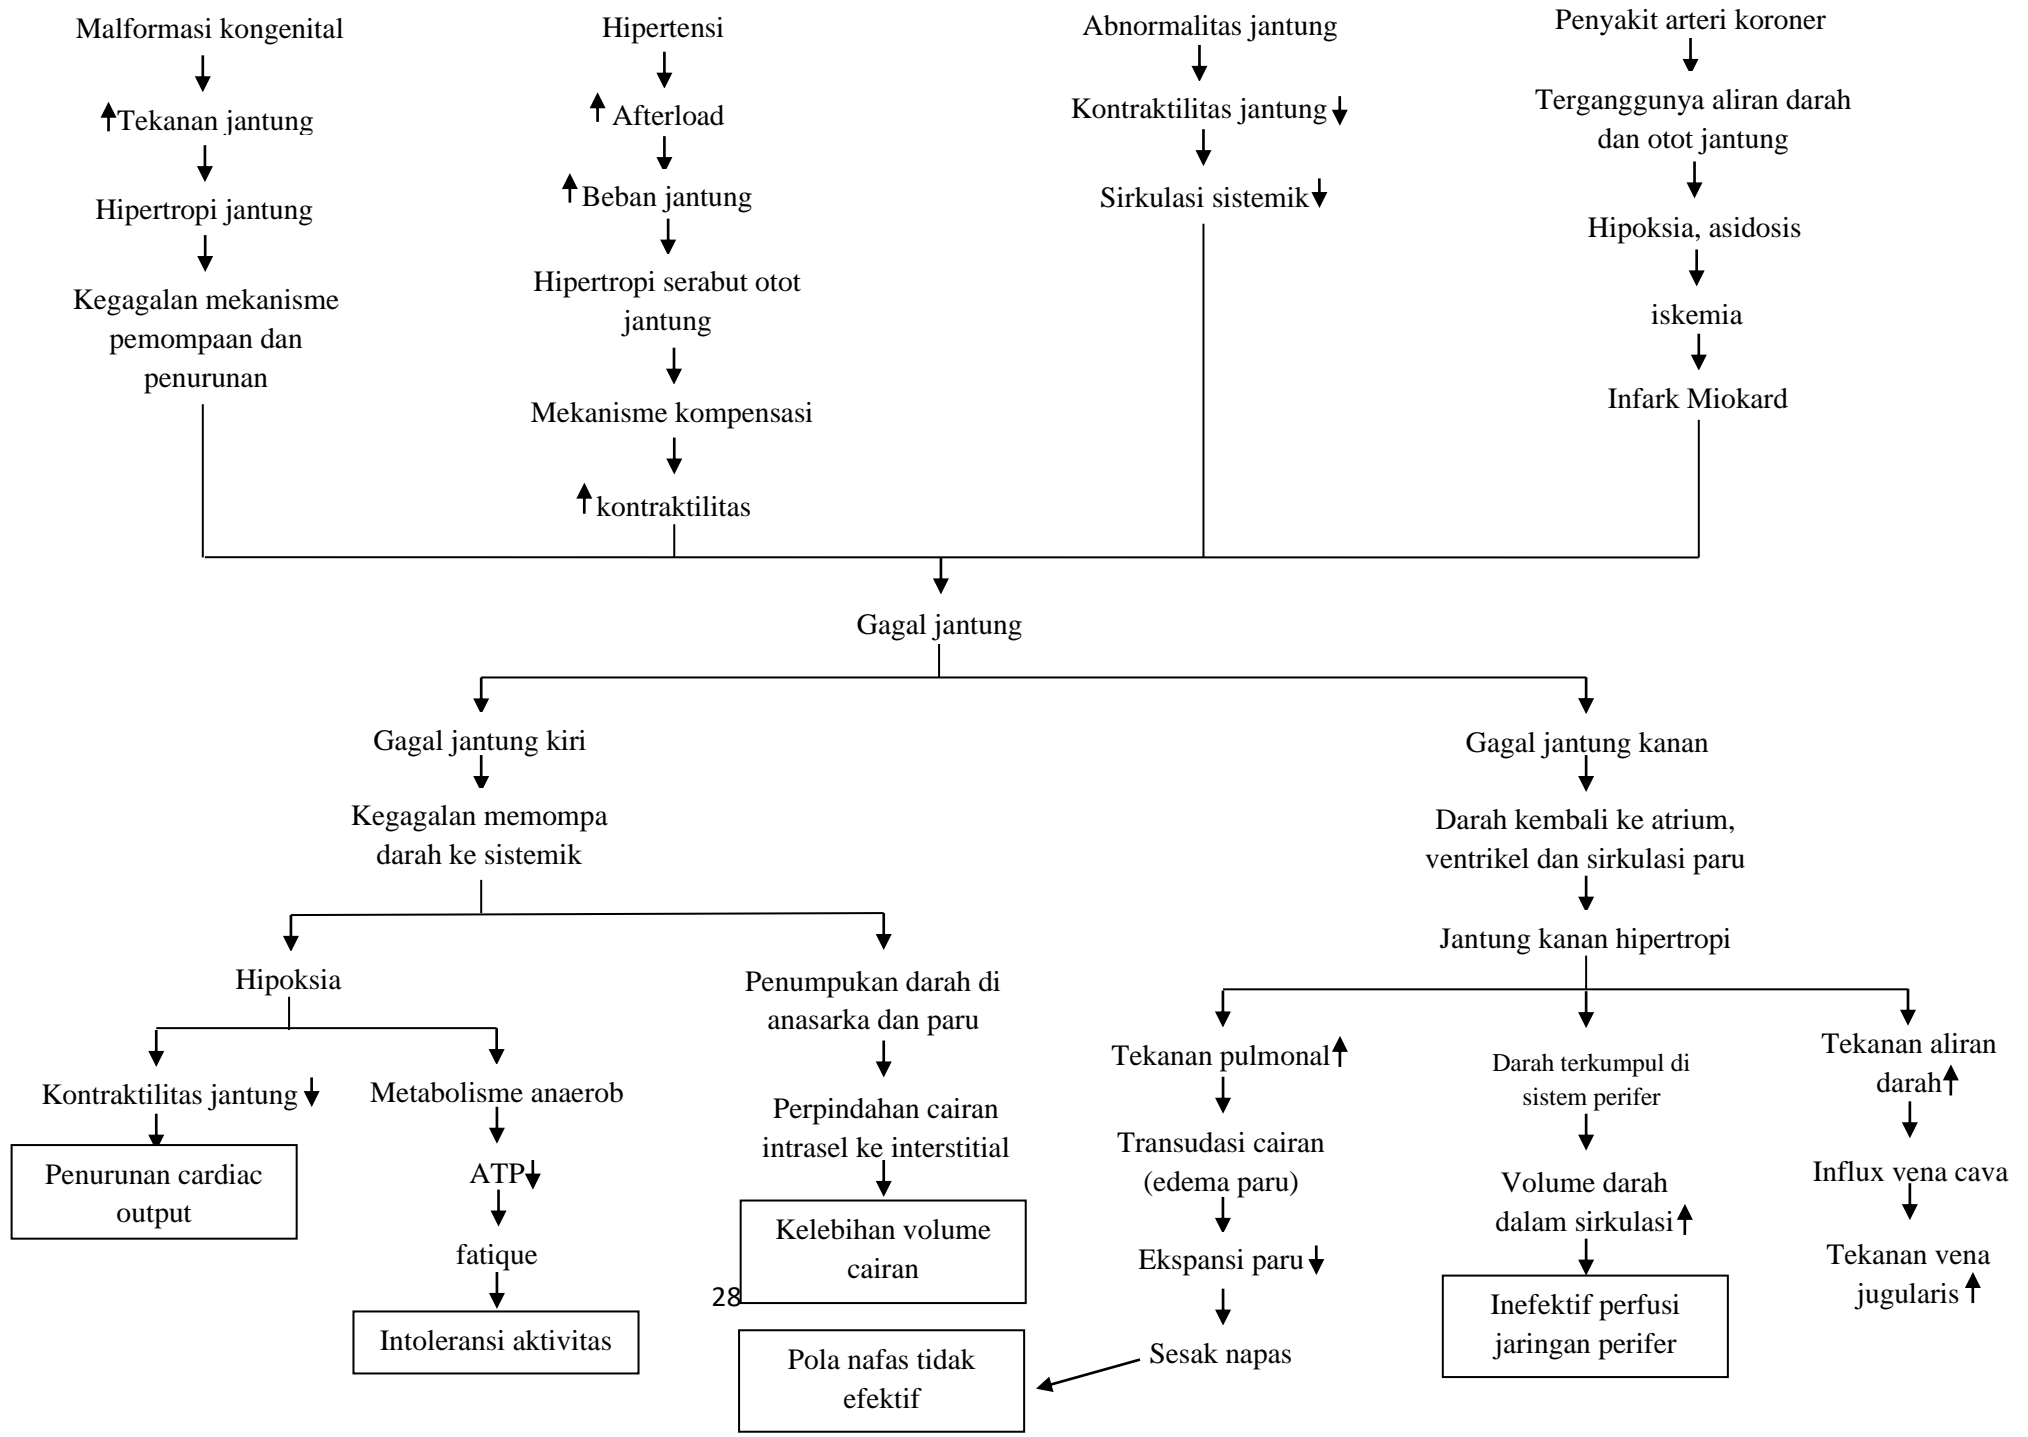 Malformasi kongenital
Tekanan jantung
Hipertropi jantung
Kegagalan mekanisme
pemompaan dan
penurunan
Hipertensi
Afterload
Beban jantung
Hipertropi serabut otot
jantung
Mekanisme kompensasi
kontraktilitas
Abnormalitas jantung
Kontraktilitas jantung
Sirkulasi sistemik
Penyakit arteri koroner
Terganggunya aliran darah
dan otot jantung
Hipoksia, asidosis
iskemia
Infark Miokard
Gagal jantung
Gagal jantung kiri
Kegagalan memompa
darah ke sistemik
Hipoksia
Kontraktilitas jantung
Penurunan cardiac
output
Metabolisme anaerob
ATP
fatique
Intoleransi aktivitas
Penumpukan darah di
anasarka dan paru
Perpindahan cairan
intrasel ke interstitial
Kelebihan volume
cairan
28
Gagal jantung kanan
Darah kembali ke atrium,
ventrikel dan sirkulasi paru
Jantung kanan hipertropi
Tekanan pulmonal
Transudasi cairan
(edema paru)
Ekspansi paru
Sesak napas
Pola nafas tidak
efektif
Darah terkumpul di
sistem perifer
Volume darah
dalam sirkulasi
Inefektif perfusi
jaringan perifer
Tekanan aliran
darah
Influx vena cava
Tekanan vena
jugularis